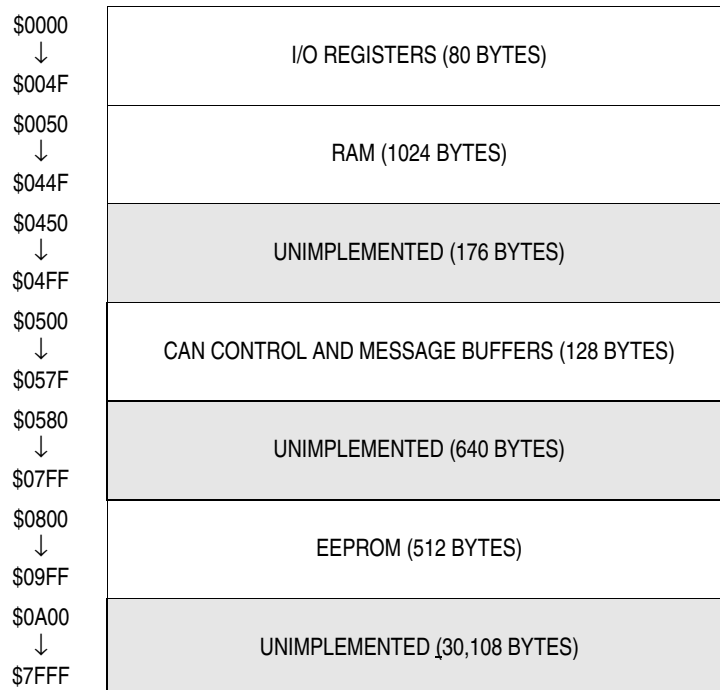 $0000
↓
$004F
I/O REGISTERS (80 BYTES)
$0050
↓
$044F
RAM (1024 BYTES)
$0450
↓
$04FF
UNIMPLEMENTED (176 BYTES)
$0500
↓
$057F
CAN CONTROL AND MESSAGE BUFFERS (128 BYTES)
$0580
↓
$07FF
UNIMPLEMENTED (640 BYTES)
$0800
↓
$09FF
EEPROM (512 BYTES)
$0A00
↓
$7FFF
UNIMPLEMENTED (30,108 BYTES)